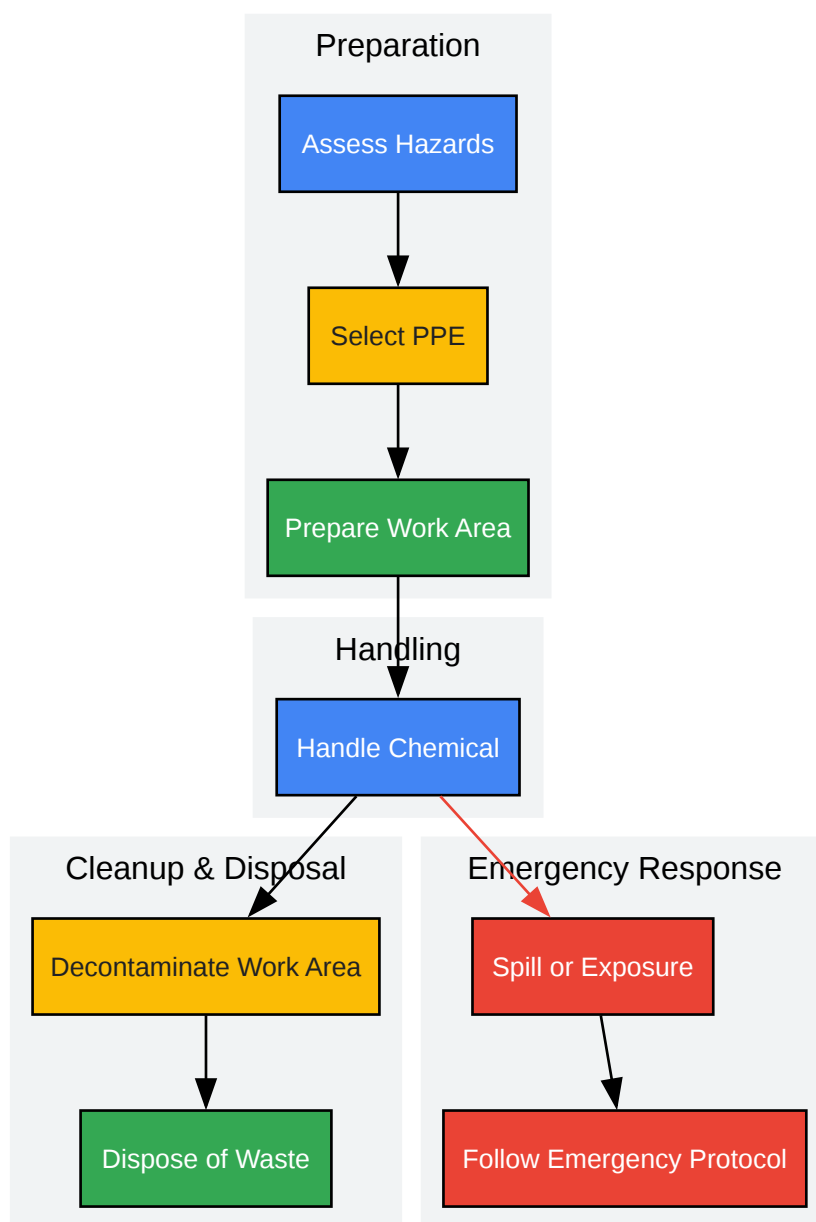 Preparation
Assess Hazards
Select PPE
Prepare Work Area
Handling
Handle Chemical
Cleanup & Disposal
Emergency Response
Decontaminate Work Area
Spill or Exposure
Dispose of Waste
Follow Emergency Protocol